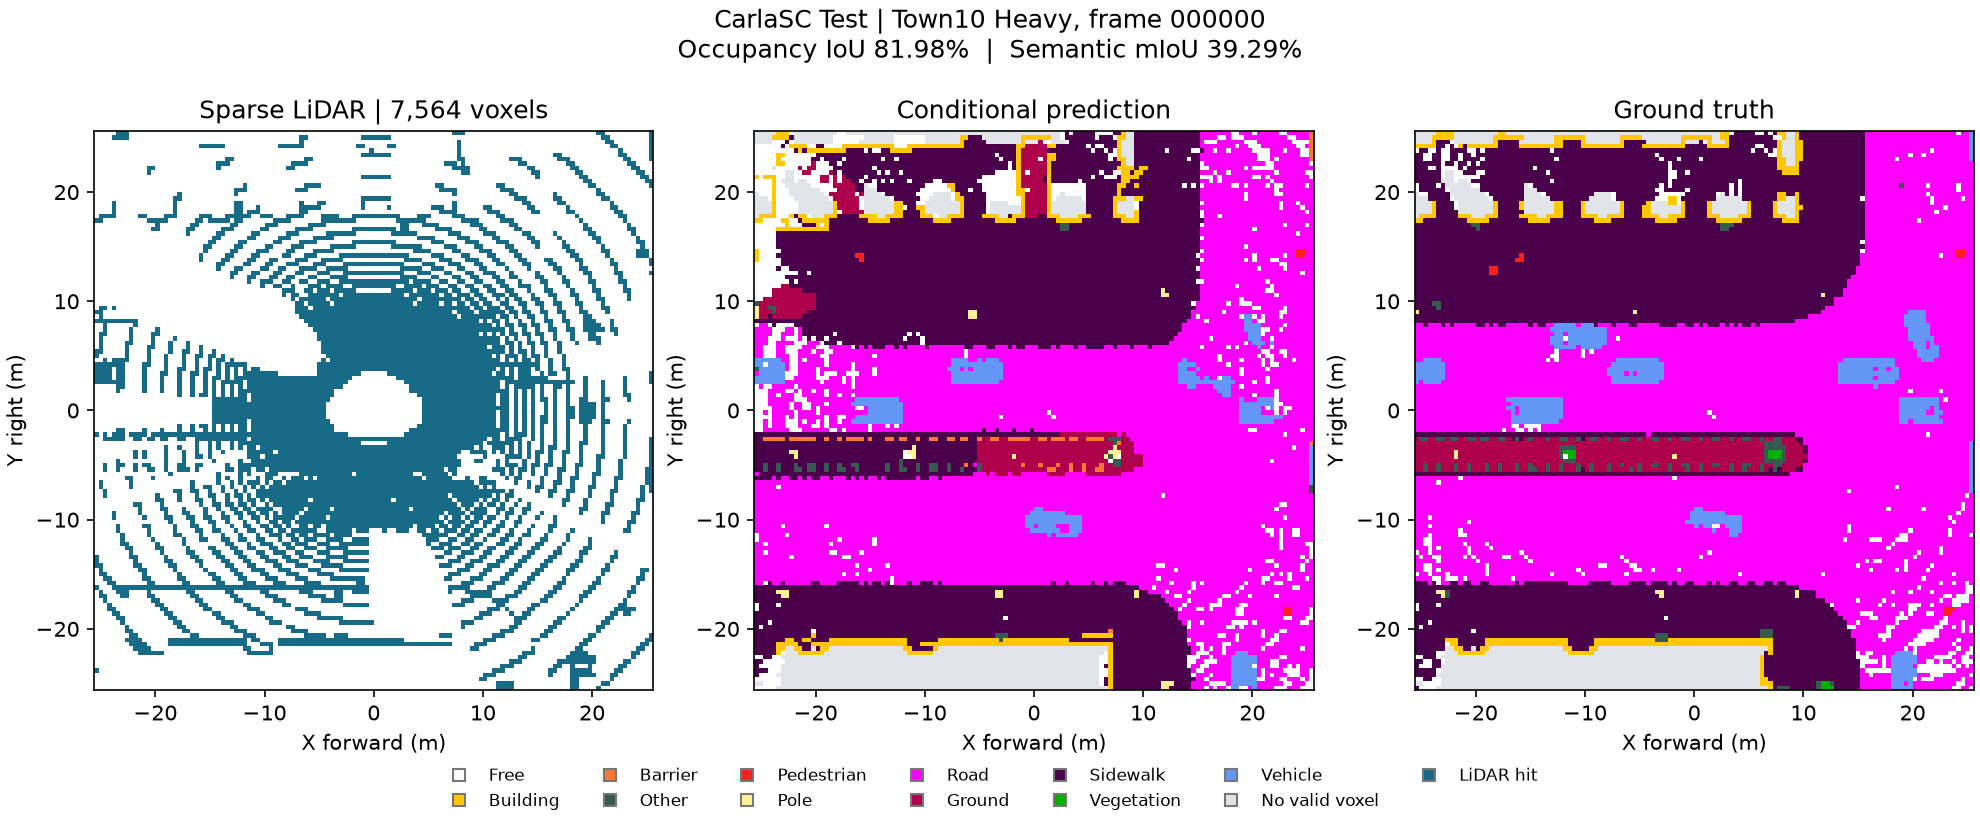 CarlaSC Test | Town10 Heavy, frame 000000
Occupancy IoU 81.98% | Semantic mIoU 39.29%
Sparse LiDAR | 7,564 voxels
Conditional prediction
Ground truth
Y right (m)
20
10
0
−10
−20
−20 −10 0 10 20
X forward (m)
Y right (m)
20
10
0
−10
−20
−20 −10 0 10 20
X forward (m)
Y right (m)
20
10
0
−10
−20
−20 −10 0 10 20
X forward (m)
Free Barrier Pedestrian Road Sidewalk Vehicle LiDAR hit
Building Other Pole Ground Vegetation No valid voxel